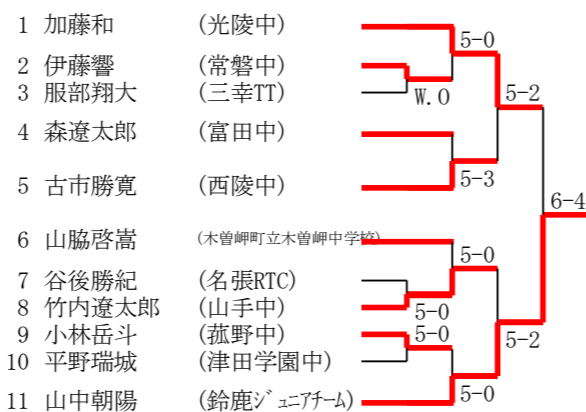 1 加藤和 (光陵中)
5-0
2 伊藤響 (常磐中)
3 服部翔大 (三幸TT)
W.O
5-2
4 森遼太郎 (富田中)
5 古市勝寛 (西陵中)
5-3
6-4
6 山脇啓嵩 (木曽岬町立木曽岬中学校)
5-0
7 谷後勝紀 (名張RTC)
8 竹内遼太郎 (山手中)
5-0
9 小林岳斗 (菰野中)
5-0
5-2
10 平野瑞城 (津田学園中)
11 山中朝陽 (鈴鹿ジュニアチーム)
5-0